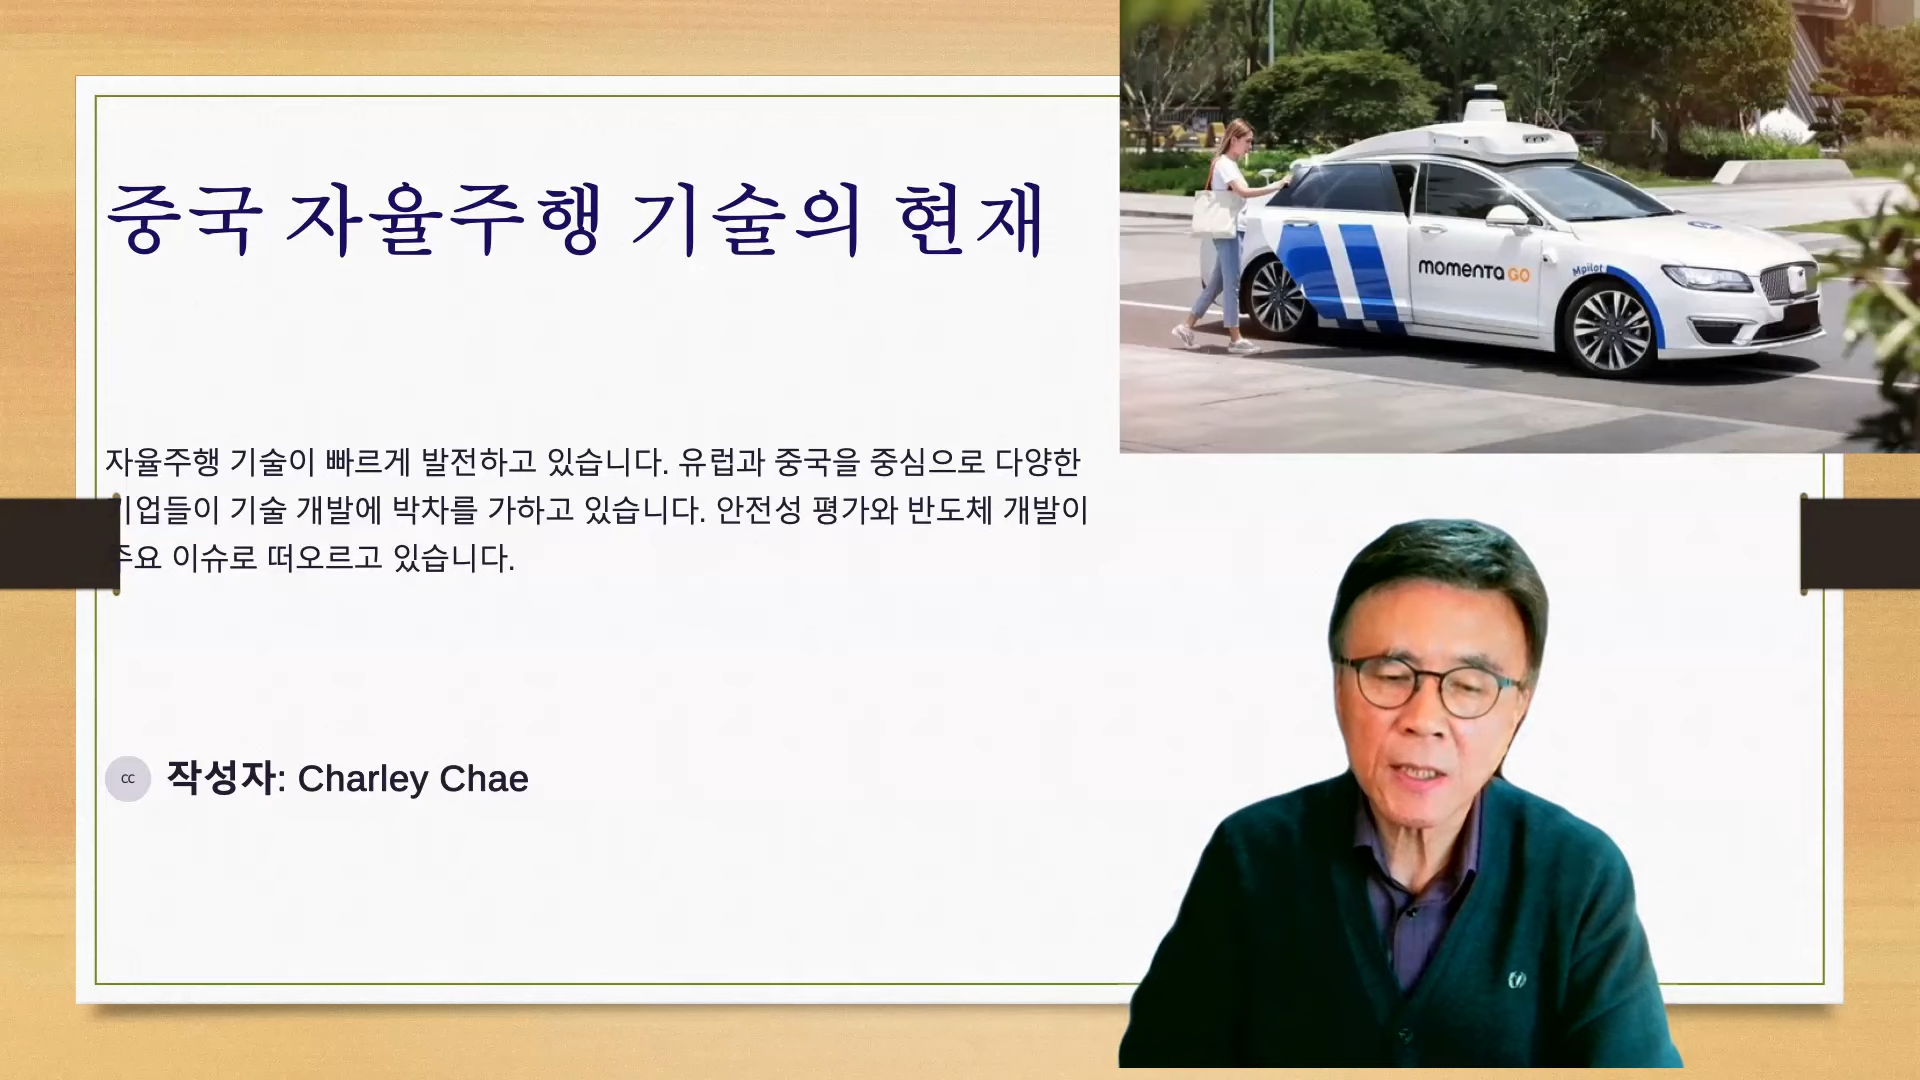 중국 자율주행 기술의 현재
자율주행 기술이 빠르게 발전하고 있습니다. 유럽과 중국을 중심으로 다양한
기업들이 기술 개발에 박차를 가하고 있습니다. 안전성 평가와 반도체 개발이
주요 이슈로 떠오르고 있습니다.
CC 작성자: Charley Chae
momenta GO
Mpilot